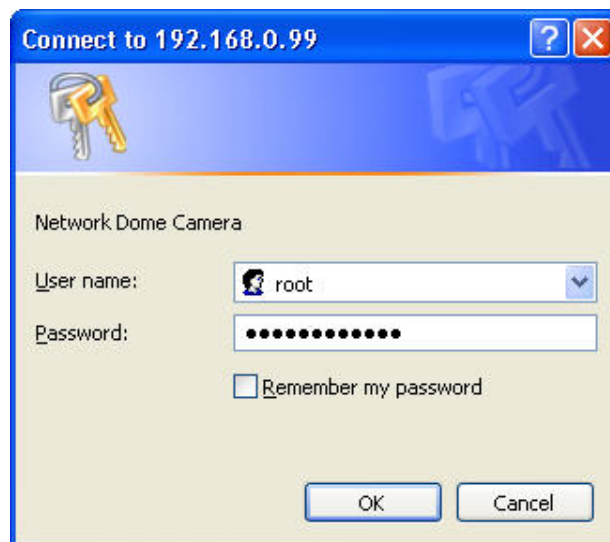 Connect to 192.168.0.99
?
Network Dome Camera
User name: root
Password: ●●●●●●●●●●●●
Remember my password
OK Cancel